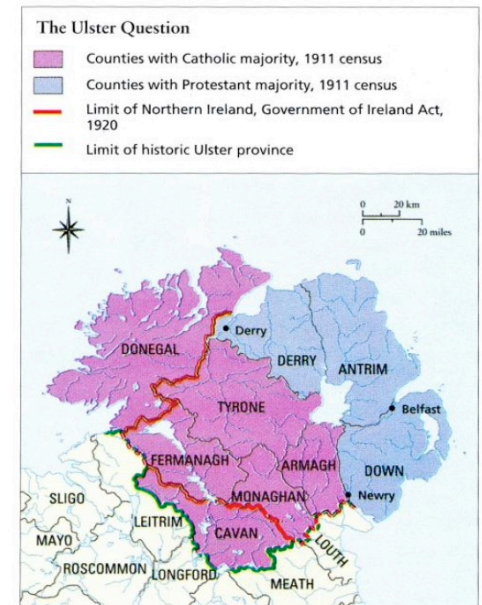 The Ulster Question
Counties with Catholic majority, 1911 census
Counties with Protestant majority, 1911 census
Limit of Northern Ireland, Government of Ireland Act,
1920
Limit of historic Ulster province
N
0 20 km
0 20 miles
Derry
DONEGAL
DERRY
ANTRIM
TYRONE
Belfast
FERMANAGH
ARMAGH
DOWN
MONAGHAN
Newry
SLIGO
LEITRIM
CAVAN
LOUTH
MAYO
ROSCOMMON
LONGFORD
MEATH